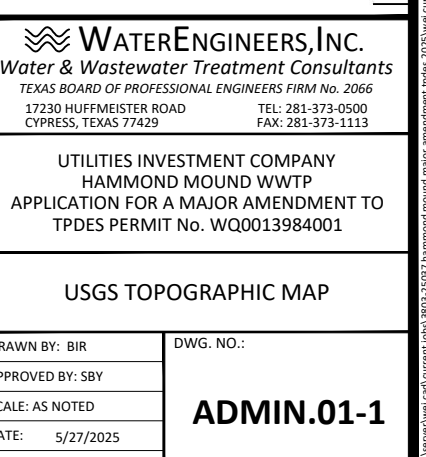 WATERENGINEERS,INC.
Water & Wastewater Treatment Consultants
TEXAS BOARD OF PROFESSIONAL ENGINEERS FIRM No. 2066
17230 HUFFMEISTER ROAD TEL: 281-373-0500
CYPRESS, TEXAS 77429 FAX: 281-373-1113
UTILITIES INVESTMENT COMPANY
HAMMOND MOUND WWTP
APPLICATION FOR A MAJOR AMENDMENT TO
TPDES PERMIT No. WQ0013984001
USGS TOPOGRAPHIC MAP
RAWN BY: BIR
PPROVED BY: SBY
CALE: AS NOTED
ATE: 5/27/2025
DWG. NO.:
ADMIN.01-1